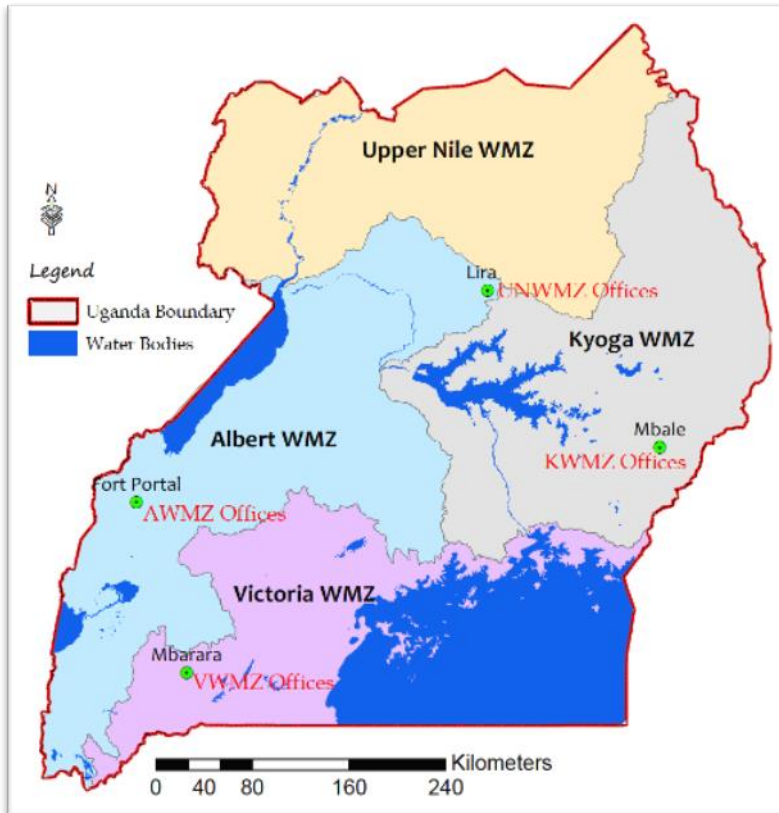 Upper Nile WMZ
N
Legend
Uganda Boundary
Water Bodies
Lira
UNWMZ Offices
Kyoga WMZ
Albert WMZ
Mbale
KWMZ Offices
Fort Portal
AWMZ Offices
Victoria WMZ
Mbarara
VWMZ Offices
Kilometers
0 40 80 160 240